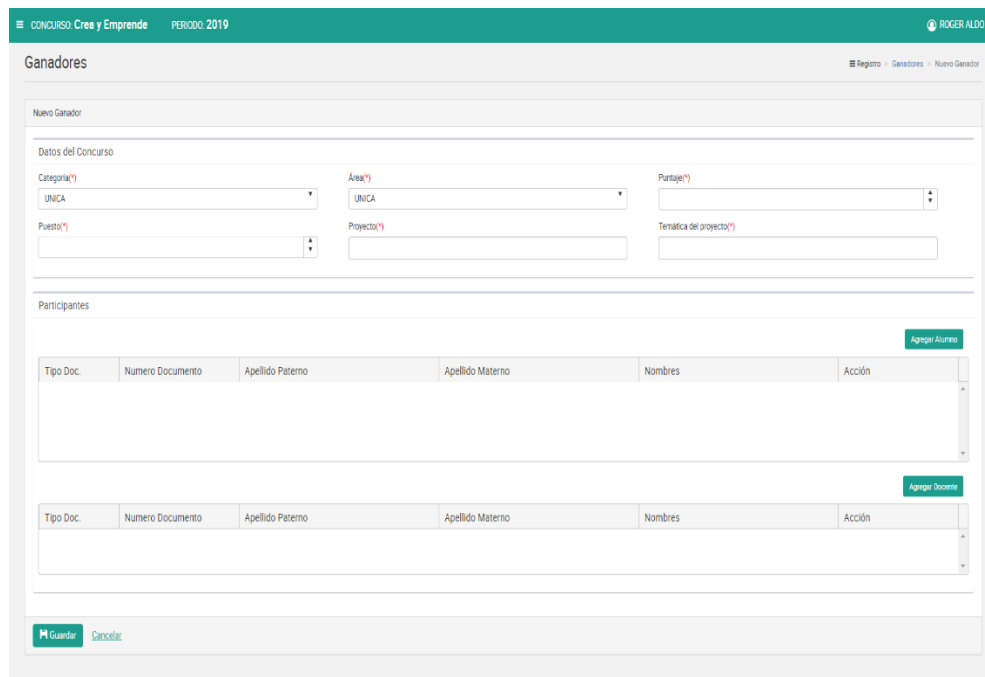 CONCURSO: Crea y Emprende PERIODO: 2019 ROGER ALDO
Ganadores Registro > Ganadores > Nuevo Ganador
Nuevo Ganador
Datos del Concurso
Categoría(*) Área(*) Puntaje(*)
UNICA UNICA
Puesto(*) Proyecto(*) Temática del proyecto(*)
Participantes
Agregar Alumno
Tipo Doc. Numero Documento Apellido Paterno Apellido Materno Nombres Acción
Agregar Docente
Tipo Doc. Numero Documento Apellido Paterno Apellido Materno Nombres Acción
Guardar Cancelar